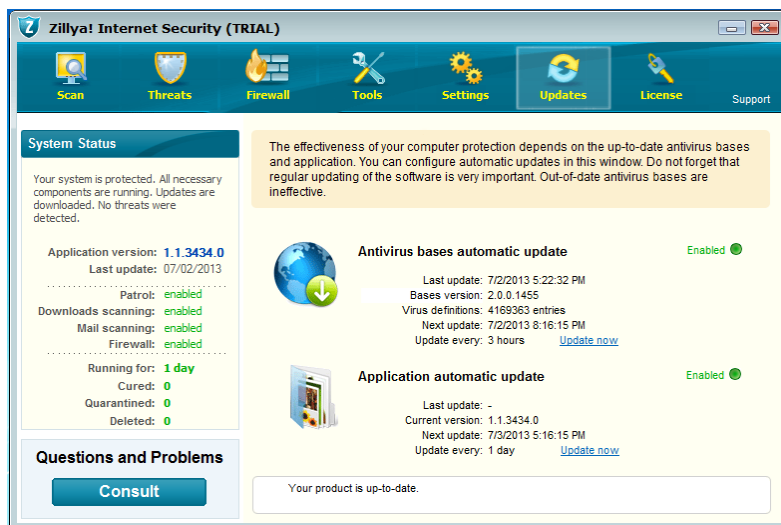 Zillya! Internet Security (TRIAL)
Scan
Threats
Firewall
Tools
Settings
Updates
License
Support
System Status
Your system is protected. All necessary
components are running. Updates are
downloaded. No threats were
detected.
Application version: 1.1.3434.0
Last update: 07/02/2013
Patrol: enabled
Downloads scanning: enabled
Mail scanning: enabled
Firewall: enabled
Running for: 1 day
Cured: 0
Quarantined: 0
Deleted: 0
Questions and Problems
Consult
The effectiveness of your computer protection depends on the up-to-date antivirus bases
and application. You can configure automatic updates in this window. Do not forget that
regular updating of the software is very important. Out-of-date antivirus bases are
ineffective.
Antivirus bases automatic update
Enabled
Last update: 7/2/2013 5:22:32 PM
Bases version: 2.0.0.1455
Virus definitions: 4169363 entries
Next update: 7/2/2013 8:16:15 PM
Update every: 3 hours Update now
Application automatic update
Enabled
Last update: -
Current version: 1.1.3434.0
Next update: 7/3/2013 5:16:15 PM
Update every: 1 day Update now
Your product is up-to-date.